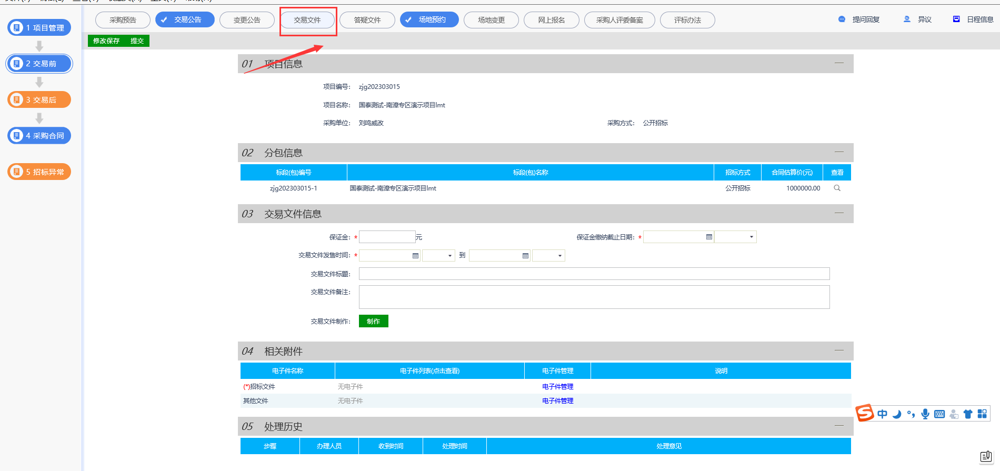 采购预告 交易公告 变更公告 交易文件 答疑文件 场地预约 场地变更 网上报名 采购人评委备案 评标办法 提问回复 异议 日程信息
1 项目管理
2 交易前
3 交易后
4 采购合同
5 招标异常
修改保存 提交
01 项目信息
项目编号: zjg202303015
项目名称: 国泰测试-南漳专区演示项目lmt
采购单位: 刘鸣威改 采购方式: 公开招标
02 分包信息
标段(包)编号 标段(包)名称 招标方式 合同估算价(元) 查看
zjg202303015-1 国泰测试-南漳专区演示项目lmt 公开招标 1000000.00
03 交易文件信息
保证金: * 元 保证金缴纳截止日期: *
交易文件发售时间: * 到
交易文件标题:
交易文件备注:
交易文件制作: 制作
04 相关附件
电子件名称 电子件列表(点击查看) 电子件管理 说明
(*)招标文件 无电子件 电子件管理
其他文件 无电子件 电子件管理
中
05 处理历史
步骤 办理人员 收到时间 处理时间 处理意见